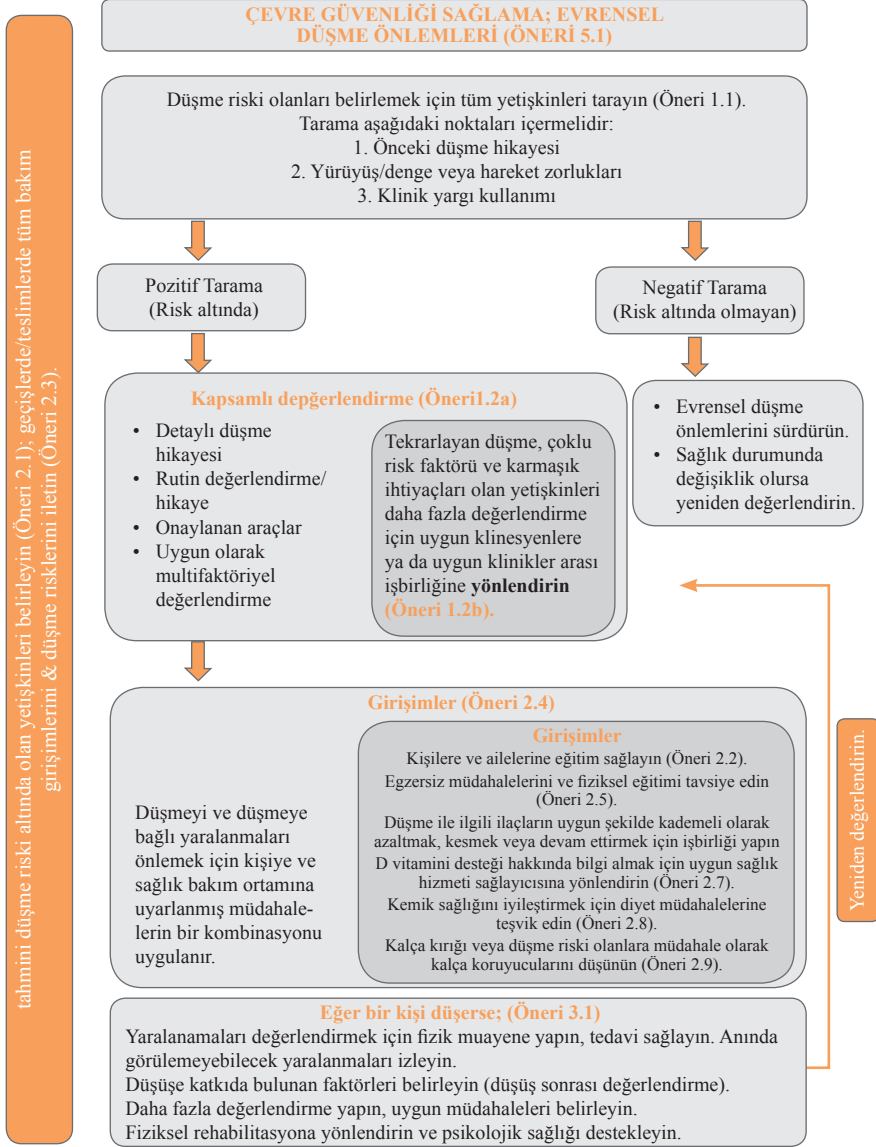 ÇEVRE GÜVENLİĞİ SAĞLAMA; EVRENSEL
DÜŞME ÖNLEMLERİ (ÖNERİ 5.1)
tahmini düşme riski altında olan yetişkinleri belirleyin (Öneri 2.1); geçişlerde/teslimlerde tüm bakım
girişimlerini & düşme risklerini iletin (Öneri 2.3).
Düşme riski olanları belirlemek için tüm yetişkinleri tarayın (Öneri 1.1).
Tarama aşağıdaki noktaları içermelidir:
1. Önceki düşme hikayesi
2. Yürüyüş/denge veya hareket zorlukları
3. Klinik yargı kullanımı
Pozitif Tarama
(Risk altında)
Negatif Tarama
(Risk altında olmayan)
Kapsamlı depğerlendirme (Öneri1.2a)
• Detaylı düşme
hikayesi
• Rutin değerlendirme/
hikaye
• Onaylanan araçlar
• Uygun olarak
multifaktöriyel
değerlendirme
Tekrarlayan düşme, çoklu
risk faktörü ve karmaşık
ihtiyaçları olan yetişkinleri
daha fazla değerlendirme
için uygun klinesyenlere
ya da uygun klinikler arası
işbirliğine yönlendirin
(Öneri 1.2b).
• Evrensel düşme
önlemlerini sürdürün.
• Sağlık durumunda
değişiklik olursa
yeniden değerlendirin.
Girişimler (Öneri 2.4)
Düşmeyi ve düşmeye
bağlı yaralanmaları
önlemek için kişiye ve
sağlık bakım ortamına
uyarlanmış müdahale-
lerin bir kombinasyonu
uygulanır.
Girişimler
Kişilere ve ailelerine eğitim sağlayın (Öneri 2.2).
Egzersiz müdahalelerini ve fiziksel eğitimi tavsiye edin
(Öneri 2.5).
Düşme ile ilgili ilaçların uygun şekilde kademeli olarak
azaltmak, kesmek veya devam ettirmek için işbirliği yapın
D vitamini desteği hakkında bilgi almak için uygun sağlık
hizmeti sağlayıcısına yönlendirin (Öneri 2.7).
Kemik sağlığını iyileştirmek için diyet müdahalelerine
teşvik edin (Öneri 2.8).
Kalça kırığı veya düşme riski olanlara müdahale olarak
kalça koruyucularını düşünün (Öneri 2.9).
Yeniden değerlendirin.
Eğer bir kişi düşerse; (Öneri 3.1)
Yaralanamaları değerlendirmek için fizik muayene yapın, tedavi sağlayın. Anında
görülemeyebilecek yaralanmaları izleyin.
Düşüşe katkıda bulunan faktörleri belirleyin (düşüş sonrası değerlendirme).
Daha fazla değerlendirme yapın, uygun müdahaleleri belirleyin.
Fiziksel rehabilitasyona yönlendirin ve psikolojik sağlığı destekleyin.